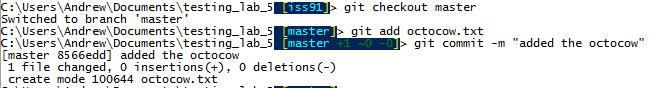 C:\Users\Andrew\Documents\testing_lab_5 [iss91]> git checkout master
Switched to branch 'master'
C:\Users\Andrew\Documents\testing_lab_5 [master]> git add octocow.txt
C:\Users\Andrew\Documents\testing_lab_5 [master +1 ~0 -0]> git commit -m "added the octocow"
[master 8566edd] added the octocow
1 file changed, 0 insertions(+), 0 deletions(-)
create mode 100644 octocow.txt